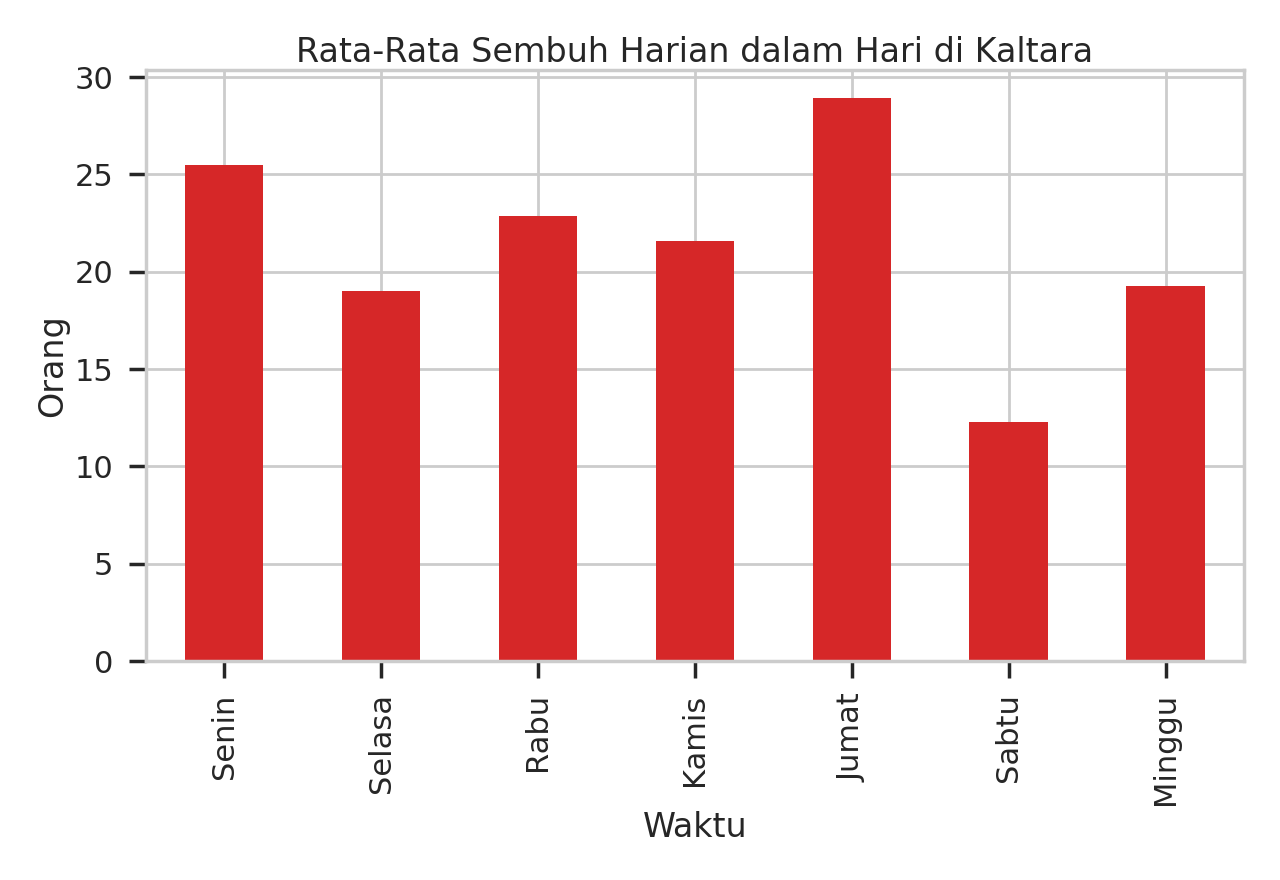 Rata-Rata Sembuh Harian dalam Hari di Kaltara
30
25
20
15
10
5
0
Orang
Senin
Selasa
Rabu
Kamis
Jumat
Sabtu
Minggu
Waktu